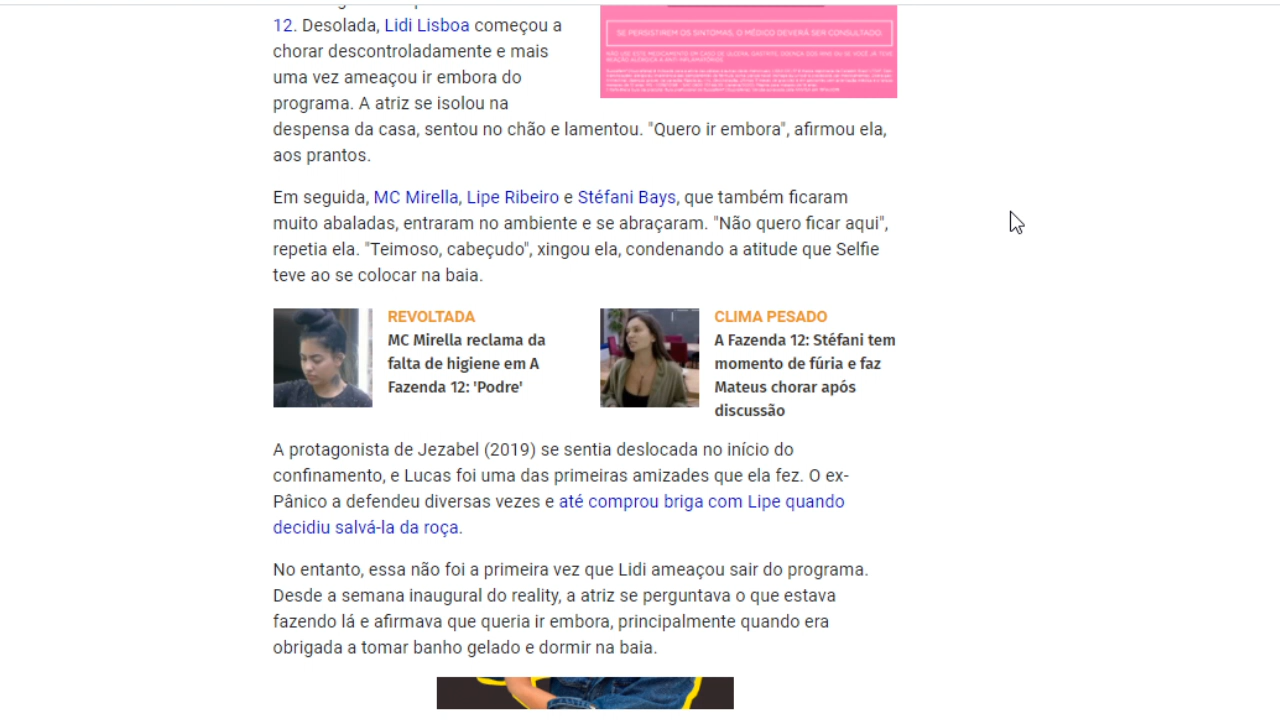 12. Desolada, Lidi Lisboa começou a
chorar descontroladamente e mais
uma vez ameaçou ir embora do
programa. A atriz se isolou na
despensa da casa, sentou no chão e lamentou. "Quero ir embora", afirmou ela,
aos prantos.
SE PERSISTIREM OS SINTOMAS, O MÉDICO DEVERÁ SER CONSULTADO.
Em seguida, MC Mirella, Lipe Ribeiro e Stéfani Bays, que também ficaram
muito abaladas, entraram no ambiente e se abraçaram. "Não quero ficar aqui",
repetia ela. "Teimoso, cabeçudo", xingou ela, condenando a atitude que Selfie
teve ao se colocar na baia.
REVOLTADA
MC Mirella reclama da
falta de higiene em A
Fazenda 12: 'Podre'
CLIMA PESADO
A Fazenda 12: Stéfani tem
momento de fúria e faz
Mateus chorar após
discussão
A protagonista de Jezabel (2019) se sentia deslocada no início do
confinamento, e Lucas foi uma das primeiras amizades que ela fez. O ex-
Pânico a defendeu diversas vezes e até comprou briga com Lipe quando
decidiu salvá-la da roça.
No entanto, essa não foi a primeira vez que Lidi ameaçou sair do programa.
Desde a semana inaugural do reality, a atriz se perguntava o que estava
fazendo lá e afirmava que queria ir embora, principalmente quando era
obrigada a tomar banho gelado e dormir na baia.